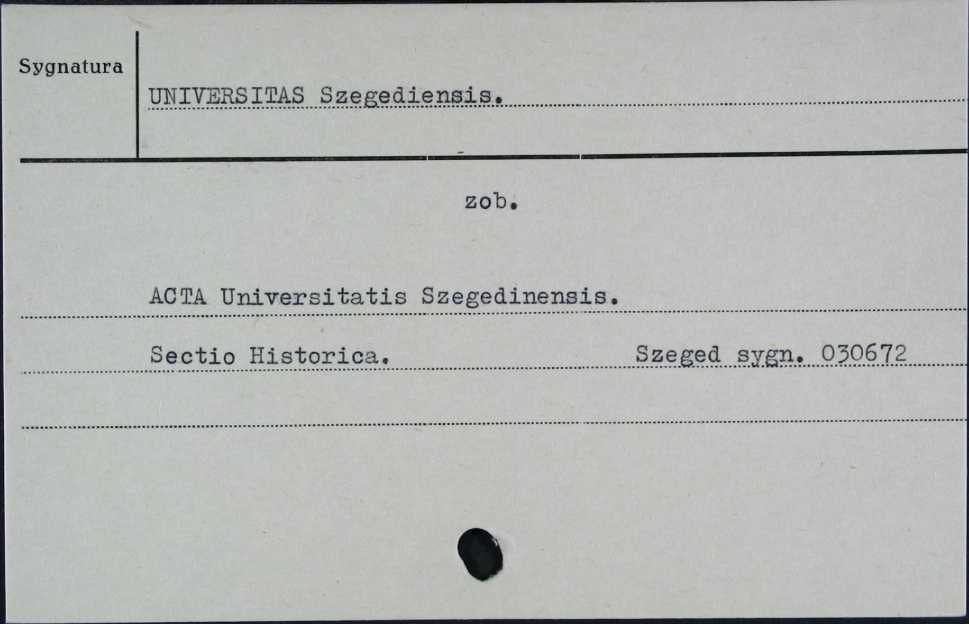 Sygnatura
UNIVERSITAS Szegediensis.
zob.
ACTA Universitatis Szegedinensis.
Sectio Historica. Szeged sygn. 030672